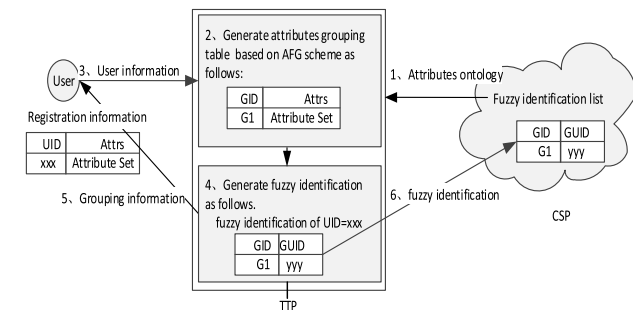 2、Generate attributes grouping
table based on AFG scheme as
follows:
GID Attrs
G1 Attribute Set
3、User information
User
Registration information
UID Attrs
xxx Attribute Set
1、Attributes ontology
Fuzzy identification list
GID GUID
G1 yyy
CSP
4、Generate fuzzy identification
as follows.
fuzzy identification of UID=xxx
GID GUID
G1 yyy
5、Grouping information
6、fuzzy identification
TTP